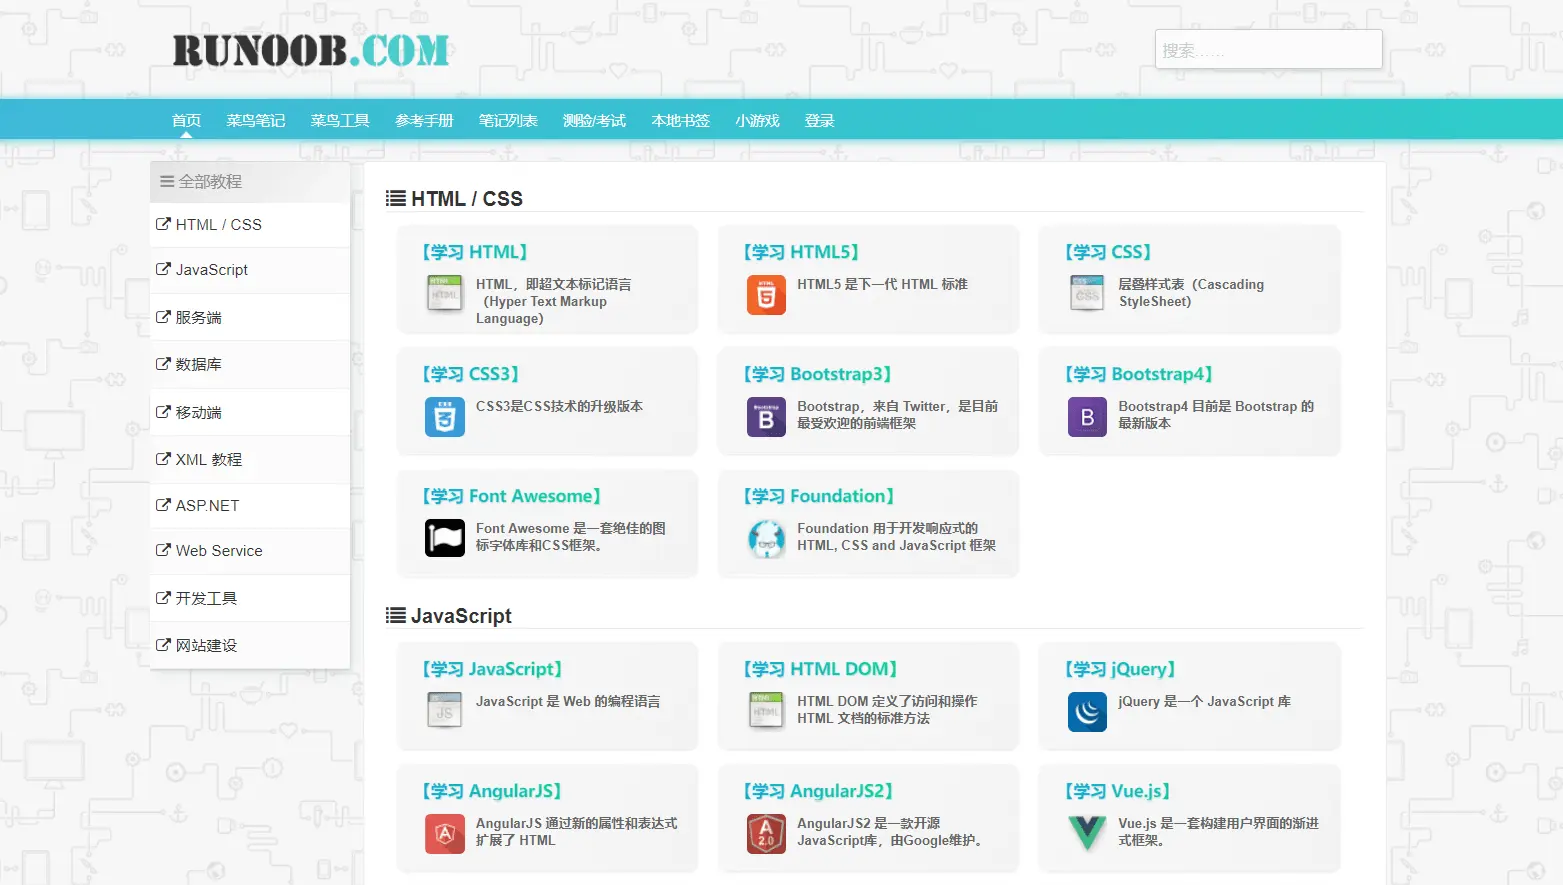 RUNOOB.COM
搜索……
首页 菜鸟笔记 菜鸟工具 参考手册 笔记列表 测验/考试 本地书签 小游戏 登录
全部教程
HTML / CSS
JavaScript
服务端
数据库
移动端
XML 教程
ASP.NET
Web Service
开发工具
网站建设
HTML / CSS
【学习 HTML】
HTML，即超文本标记语言
（Hyper Text Markup
Language）
【学习 HTML5】
HTML5 是下一代 HTML 标准
【学习 CSS】
层叠样式表（Cascading
StyleSheet）
【学习 CSS3】
CSS3是CSS技术的升级版本
【学习 Bootstrap3】
Bootstrap，来自 Twitter，是目前
最受欢迎的前端框架
【学习 Bootstrap4】
Bootstrap4 目前是 Bootstrap 的
最新版本
【学习 Font Awesome】
Font Awesome 是一套绝佳的图
标字体库和CSS框架。
【学习 Foundation】
Foundation 用于开发响应式的
HTML, CSS and JavaScript 框架
JavaScript
【学习 JavaScript】
JavaScript 是 Web 的编程语言
【学习 HTML DOM】
HTML DOM 定义了访问和操作
HTML 文档的标准方法
【学习 jQuery】
jQuery 是一个 JavaScript 库
【学习 AngularJS】
AngularJS 通过新的属性和表达式
扩展了 HTML
【学习 AngularJS2】
AngularJS2 是一款开源
JavaScript库，由Google维护。
【学习 Vue.js】
Vue.js 是一套构建用户界面的渐进
式框架。